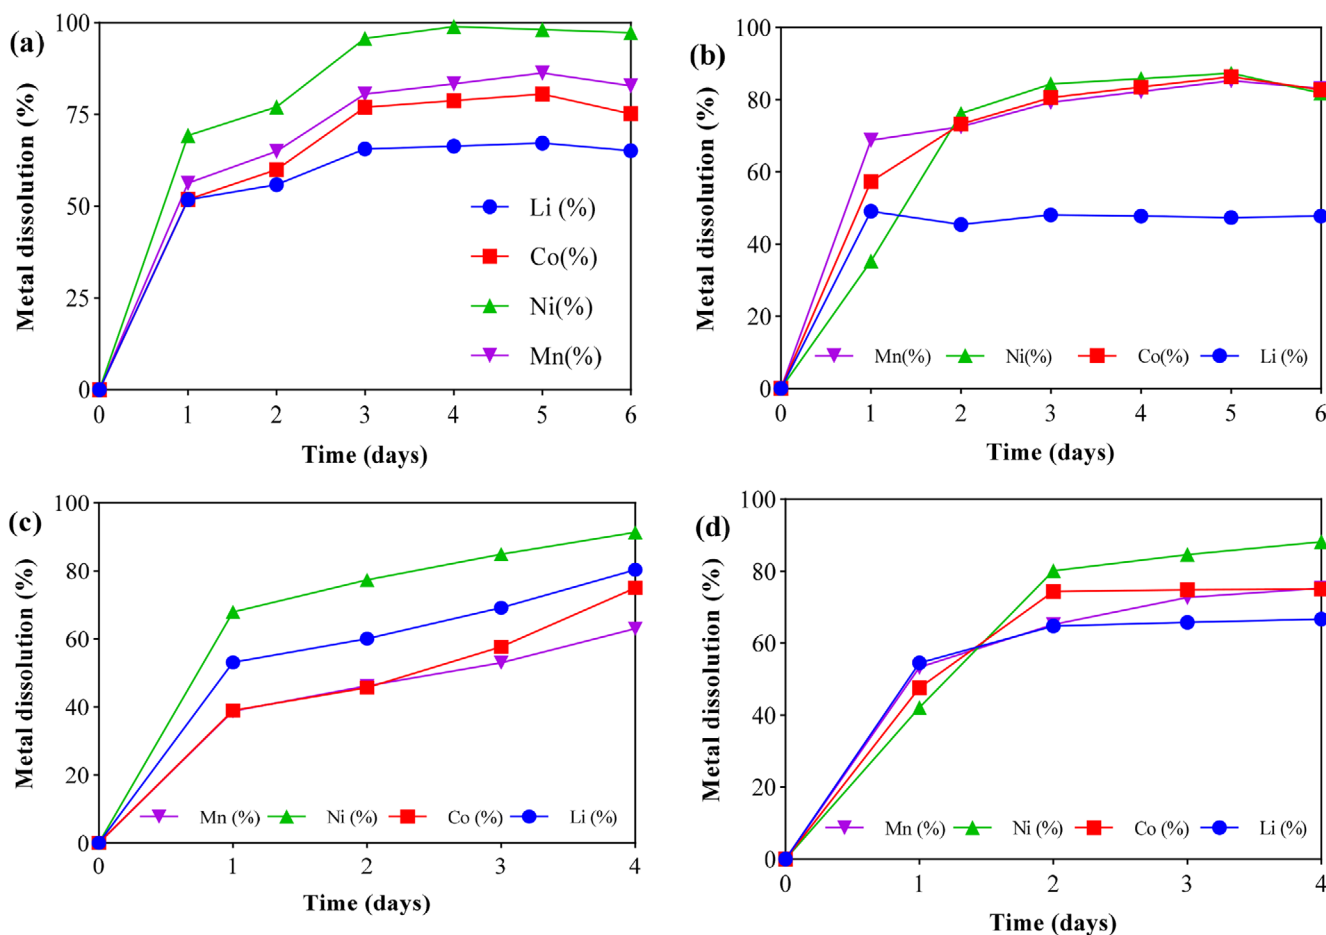 (a)
Metal dissolution (%)
100
75
50
25
0
Li (%)
Co(%)
Ni(%)
Mn(%)
0 1 2 3 4 5 6
Time (days)
(b)
Metal dissolution (%)
100
80
60
40
20
0
Mn(%) Ni(%) Co(%) Li (%)
0 1 2 3 4 5 6
Time (days)
(c)
Metal dissolution (%)
100
80
60
40
20
0
Mn (%) Ni (%) Co (%) Li (%)
0 1 2 3 4
Time (days)
(d)
Metal dissolution (%)
100
80
60
40
20
0
Mn (%) Ni (%) Co (%) Li (%)
0 1 2 3 4
Time (days)